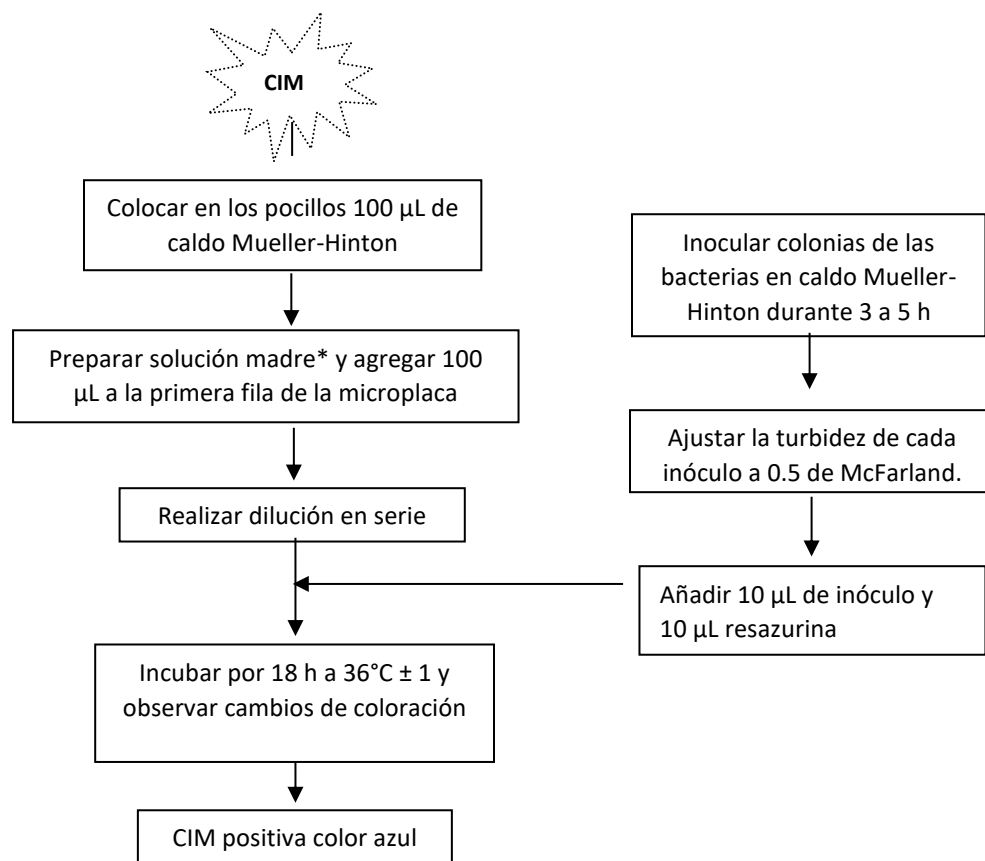 CIM
Colocar en los pocillos 100 µL de
caldo Mueller-Hinton
Preparar solución madre* y agregar 100
µL a la primera fila de la microplaca
Realizar dilución en serie
Inocular colonias de las
bacterias en caldo Mueller-
Hinton durante 3 a 5 h
Ajustar la turbidez de cada
inóculo a 0.5 de McFarland.
Añadir 10 µL de inóculo y
10 µL resazurina
Incubar por 18 h a 36°C ± 1 y
observar cambios de coloración
CIM positiva color azul